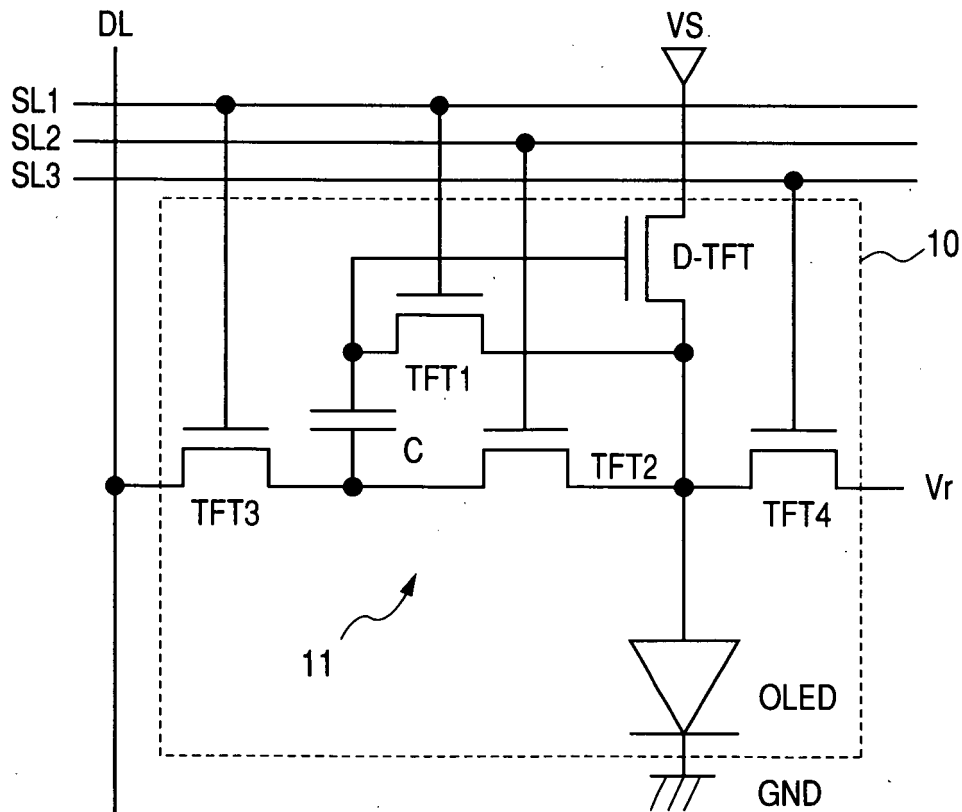 DL
VS
SL1
SL2
SL3
D-TFT
10
TFT1
C
TFT2
TFT3
TFT4
Vr
11
OLED
GND